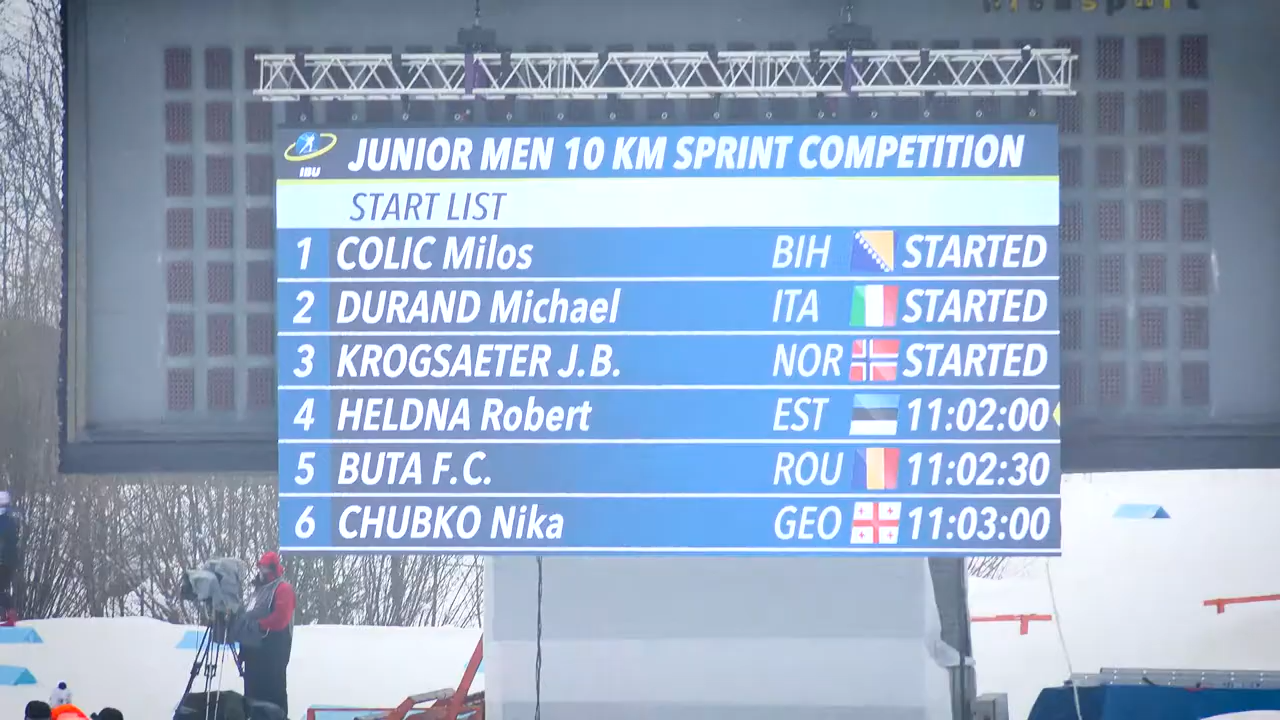 IBU
JUNIOR MEN 10 KM SPRINT COMPETITION
START LIST
1 COLIC Milos BIH STARTED
2 DURAND Michael ITA STARTED
3 KROGSAETER J.B. NOR STARTED
4 HELDNA Robert EST 11:02:00
5 BUTA F.C. ROU 11:02:30
6 CHUBKO Nika GEO 11:03:00